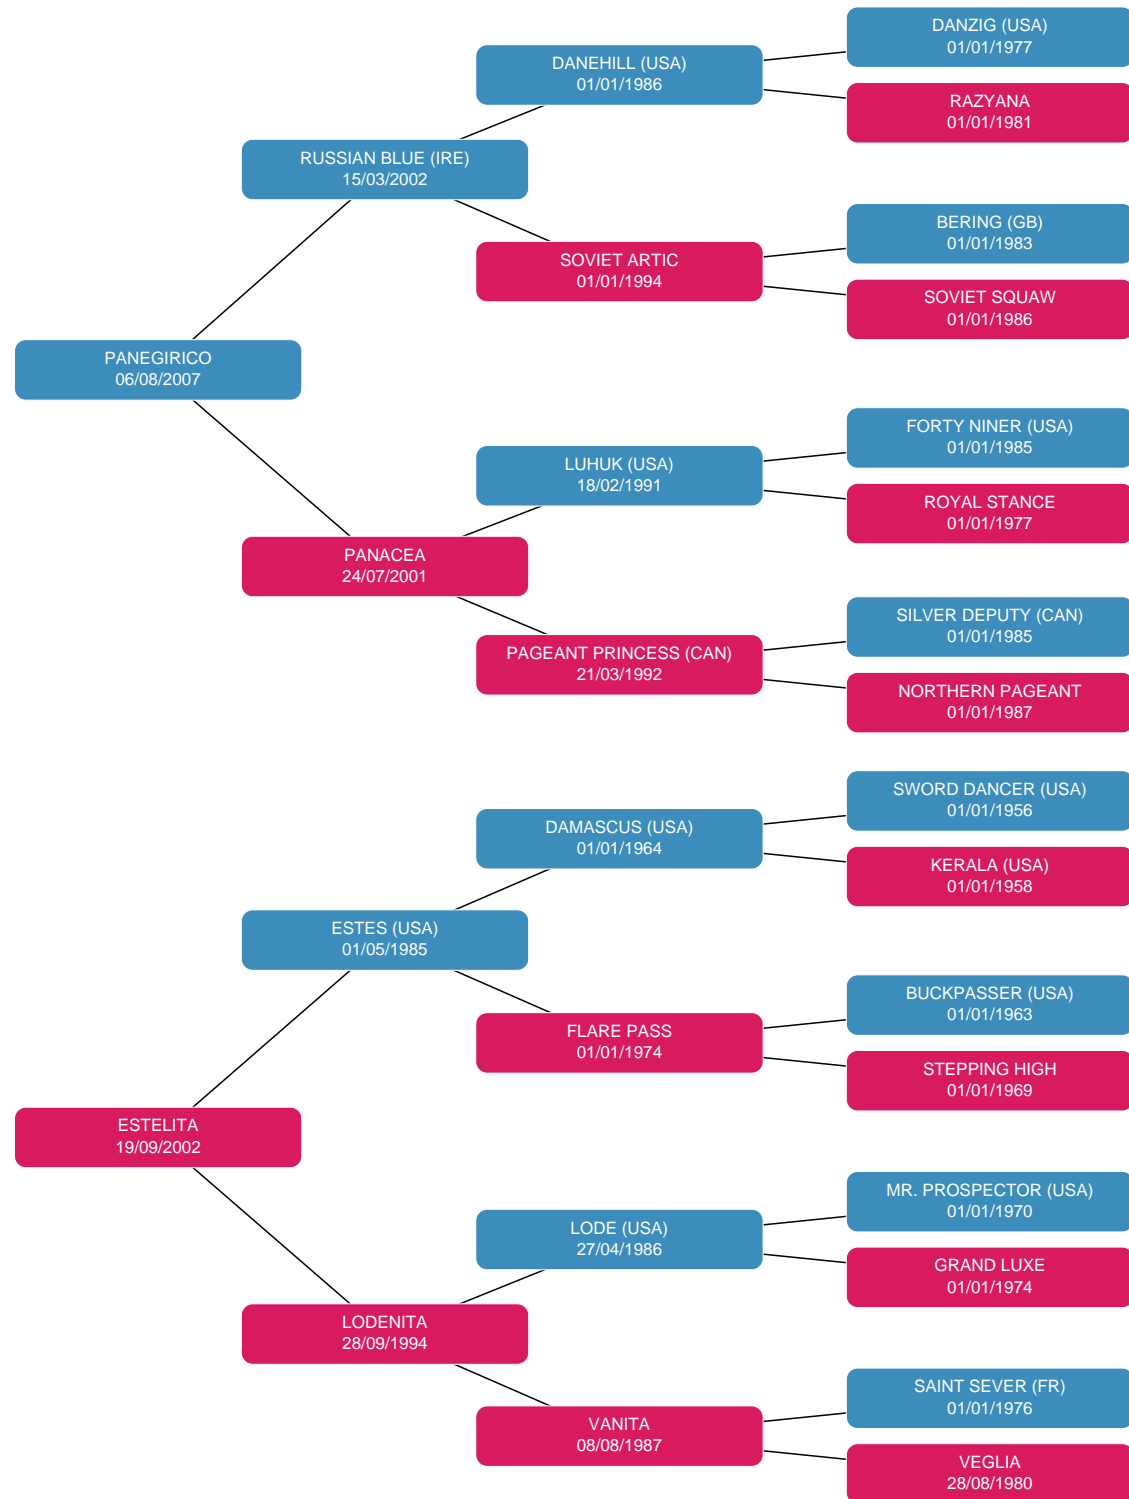 DANZIG (USA)
01/01/1977
DANEHILL (USA)
01/01/1986
RAZYANA
01/01/1981
RUSSIAN BLUE (IRE)
15/03/2002
BERING (GB)
01/01/1983
SOVIET ARTIC
01/01/1994
SOVIET SQUAW
01/01/1986
PANEGIRICO
06/08/2007
FORTY NINER (USA)
01/01/1985
LUHUK (USA)
18/02/1991
ROYAL STANCE
01/01/1977
PANACEA
24/07/2001
SILVER DEPUTY (CAN)
01/01/1985
PAGEANT PRINCESS (CAN)
21/03/1992
NORTHERN PAGEANT
01/01/1987
SWORD DANCER (USA)
01/01/1956
DAMASCUS (USA)
01/01/1964
KERALA (USA)
01/01/1958
ESTES (USA)
01/05/1985
BUCKPASSER (USA)
01/01/1963
FLARE PASS
01/01/1974
STEPPING HIGH
01/01/1969
ESTELITA
19/09/2002
MR. PROSPECTOR (USA)
01/01/1970
LODE (USA)
27/04/1986
GRAND LUXE
01/01/1974
LODENITA
28/09/1994
SAINT SEVER (FR)
01/01/1976
VANITA
08/08/1987
VEGLIA
28/08/1980